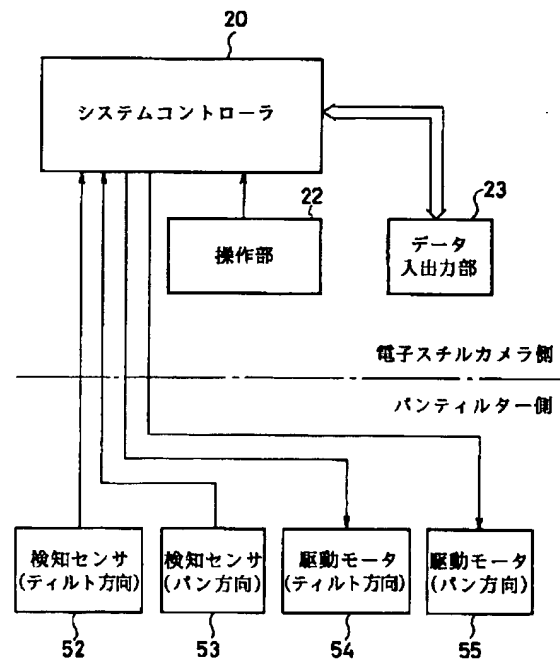 20
システムコントローラ
22
操作部
23
データ
入出力部
電子スチルカメラ側
パンティルター側
検知センサ
(ティルト方向)
検知センサ
(パン方向)
駆動モータ
(ティルト方向)
駆動モータ
(パン方向)
52
53
54
55